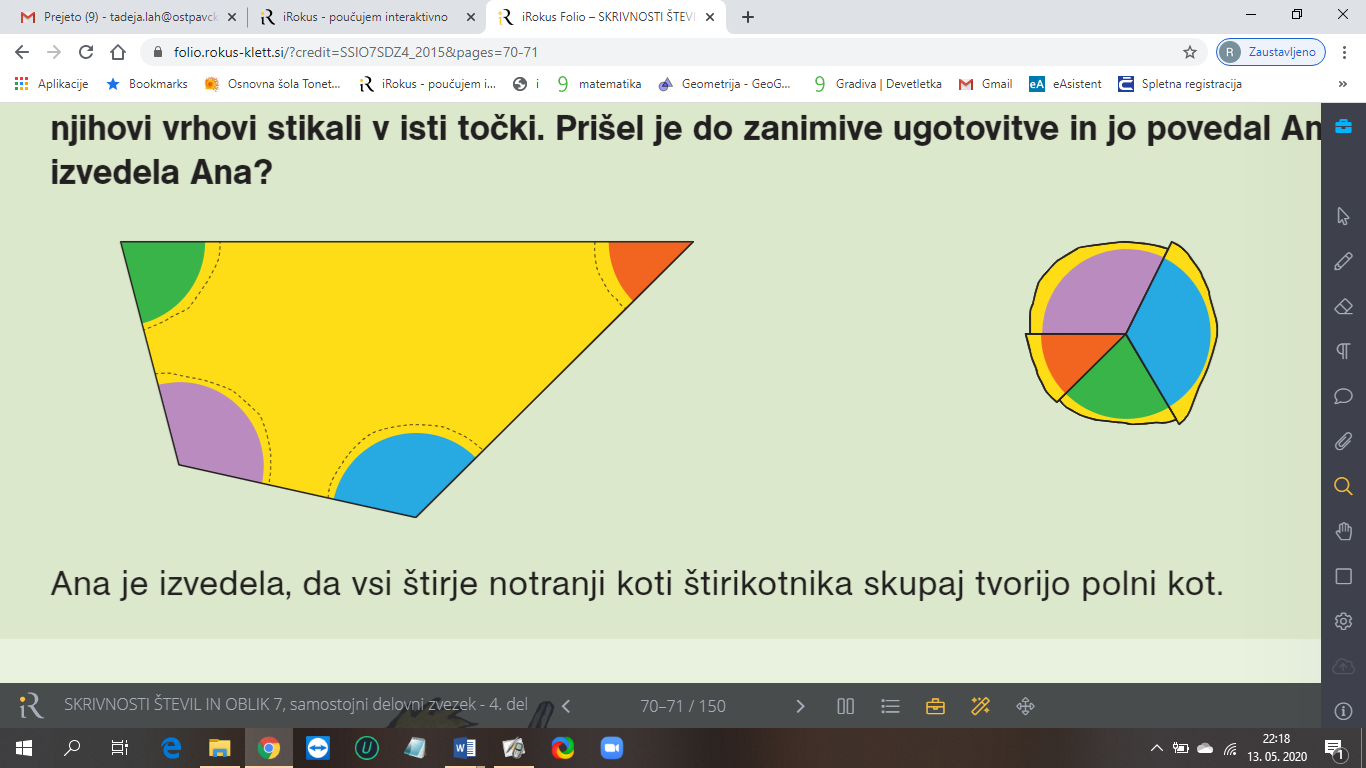 Prejeto (9) - tadeja.lah@ostpavck
iRokus - poučujem interaktivno
iRokus Folio – SKRIVNOSTI ŠTEVI
folio.rokus-klett.si/?credit=SSIO7SDZ4_2015&pages=70-71
R Zaustavljeno
Aplikacije Bookmarks Osnovna šola Tonet... iRokus - poučujem i... i matematika Geometrija - GeoG... Gradiva | Devetletka Gmail eA eAsistent Spletna registracija »
njihovi vrhovi stikali v isti točki. Prišel je do zanimive ugotovitve in jo povedal An
izvedela Ana?
Ana je izvedela, da vsi štirje notranji koti štirikotnika skupaj tvorijo polni kot.
iR SKRIVNOSTI ŠTEVIL IN OBLIK 7, samostojni delovni zvezek - 4. del 70–71 / 150
22:18
13. 05. 2020
1